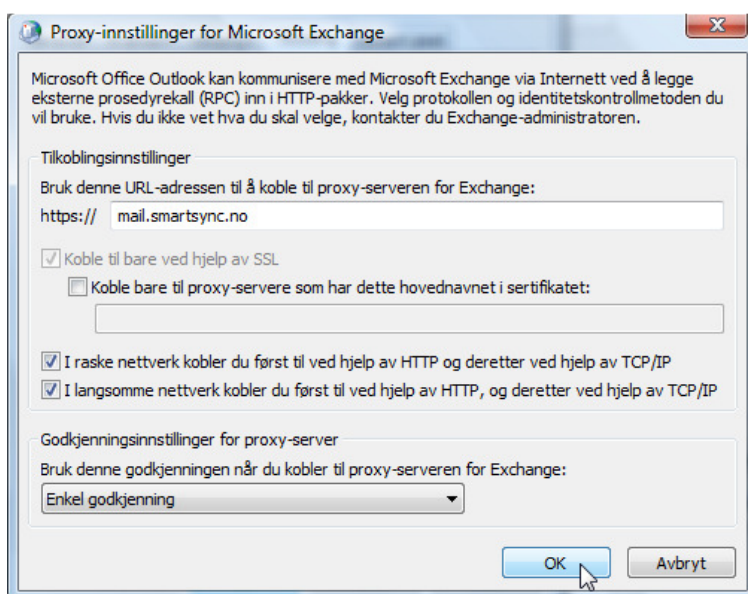 Proxy-innstillinger for Microsoft Exchange
Microsoft Office Outlook kan kommunisere med Microsoft Exchange via Internett ved å legge
eksterne prosedyrekall (RPC) inn i HTTP-pakker. Velg protokollen og identitetskontrollmetoden du
vil bruke. Hvis du ikke vet hva du skal velge, kontakter du Exchange-administratoren.
Tilkoblingsinnstillinger
Bruk denne URL-adressen til å koble til proxy-serveren for Exchange:
https:// mail.smartsync.no
Koble til bare ved hjelp av SSL
Koble bare til proxy-servere som har dette hovednavnet i sertifikatet:
I raske nettverk kobler du først til ved hjelp av HTTP og deretter ved hjelp av TCP/IP
I langsomme nettverk kobler du først til ved hjelp av HTTP, og deretter ved hjelp av TCP/IP
Godkjenningsinnstillinger for proxy-server
Bruk denne godkjenningen når du kobler til proxy-serveren for Exchange:
Enkel godkjenning
OK Avbryt